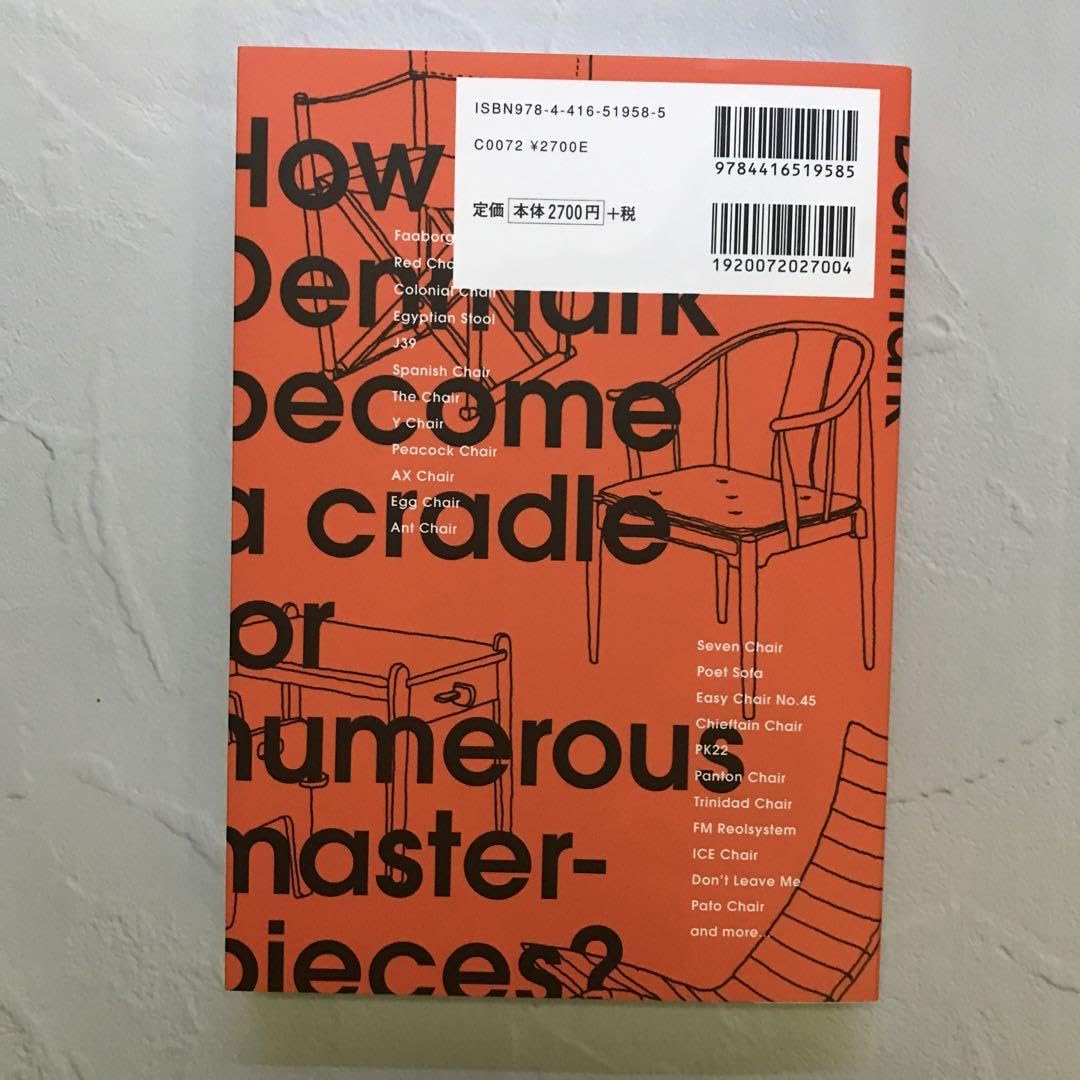 ISBN978-4-416-51958-5
C0072 ¥2700E
9784416519585
定価 本体2700円 +税
1920072027004
How
Denmark
become
a cradle
for
numerous
master-
pieces?
Denmark
Faaborg
Red Cha
Colonial Chair
Egyptian Stool
J39
Spanish Chair
The Chair
Y Chair
Peacock Chair
AX Chair
Egg Chair
Ant Chair
Seven Chair
Poet Sofa
Easy Chair No.45
Chieftain Chair
PK22
Panton Chair
Trinidad Chair
FM Reolsystem
ICE Chair
Don't Leave Me
Pato Chair
and more...